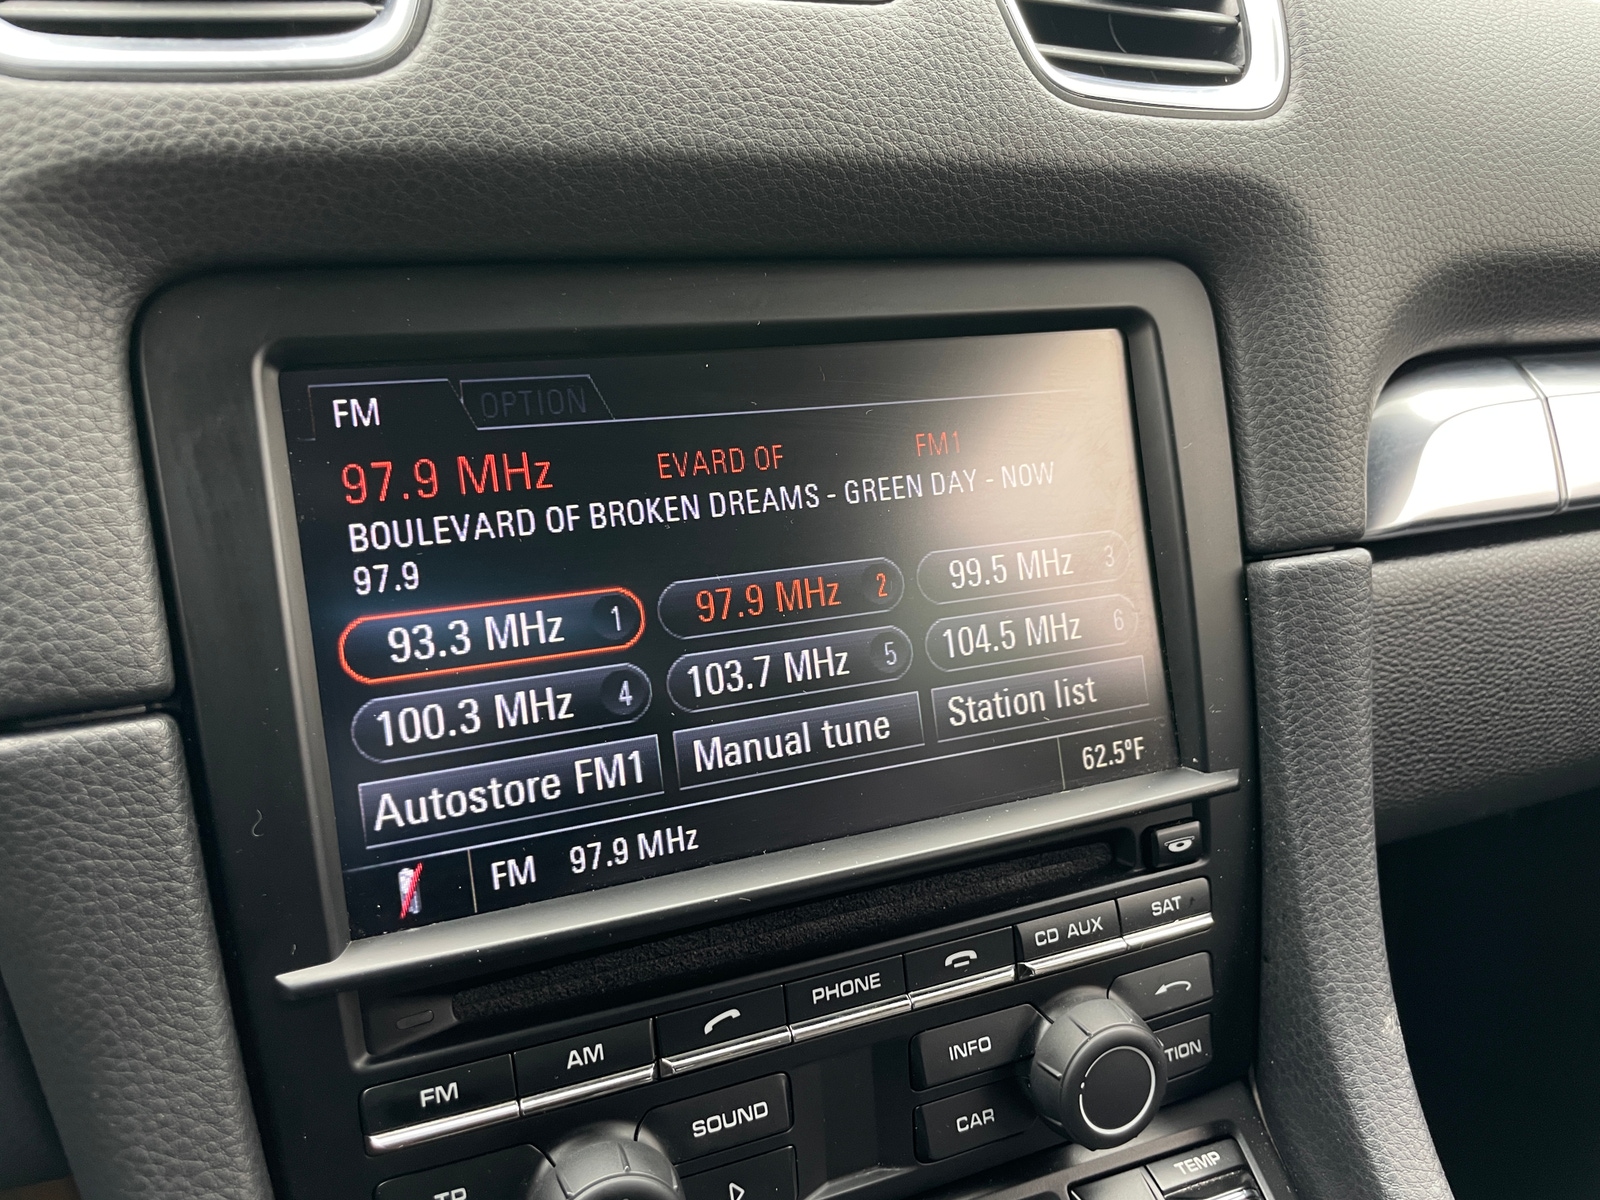 FM OPTION
97.9 MHz EVARD OF FM1
BOULEVARD OF BROKEN DREAMS - GREEN DAY - NOW
97.9
93.3 MHz 1 97.9 MHz 2 99.5 MHz 3
100.3 MHz 4 103.7 MHz 5 104.5 MHz 6
Autostore FM1 Manual tune Station list
62.5ºF
FM 97.9 MHz
FM AM PHONE CD AUX SAT
INFO TION
SOUND CAR
TP TEMP